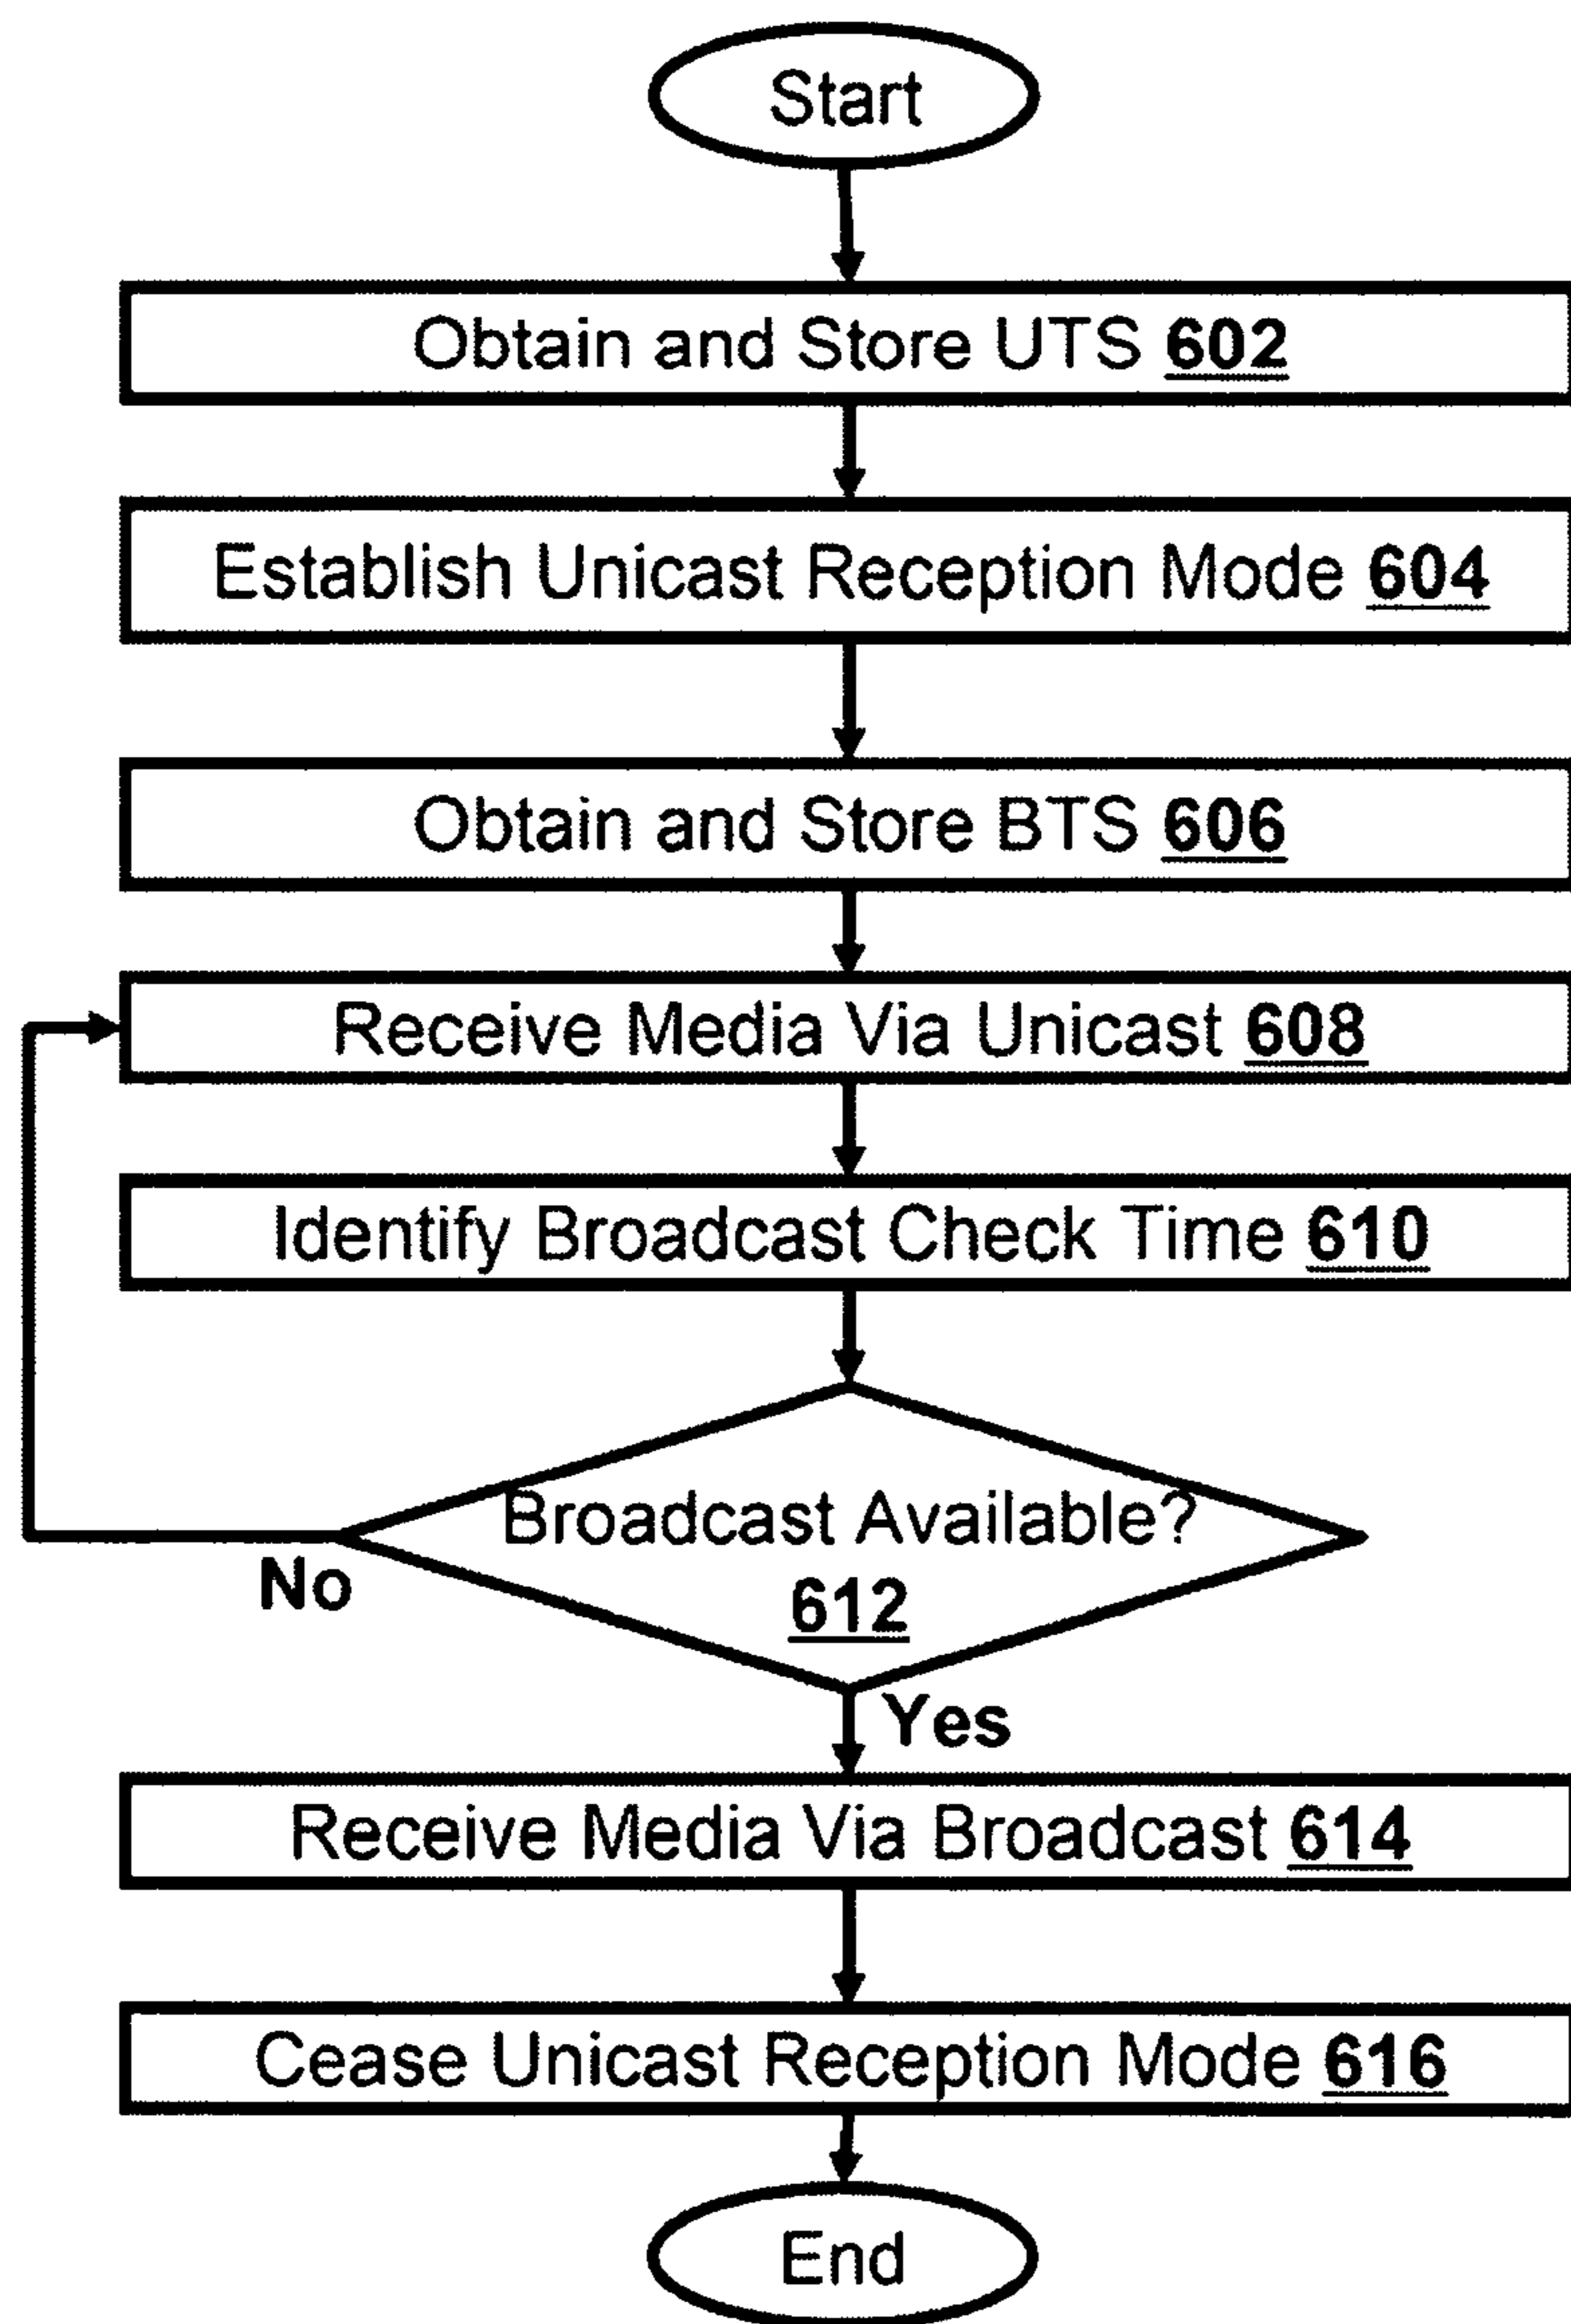 Start
Obtain and Store UTS 602
Establish Unicast Reception Mode 604
Obtain and Store BTS 606
Receive Media Via Unicast 608
Identify Broadcast Check Time 610
Broadcast Available?
612
No
Yes
Receive Media Via Broadcast 614
Cease Unicast Reception Mode 616
End